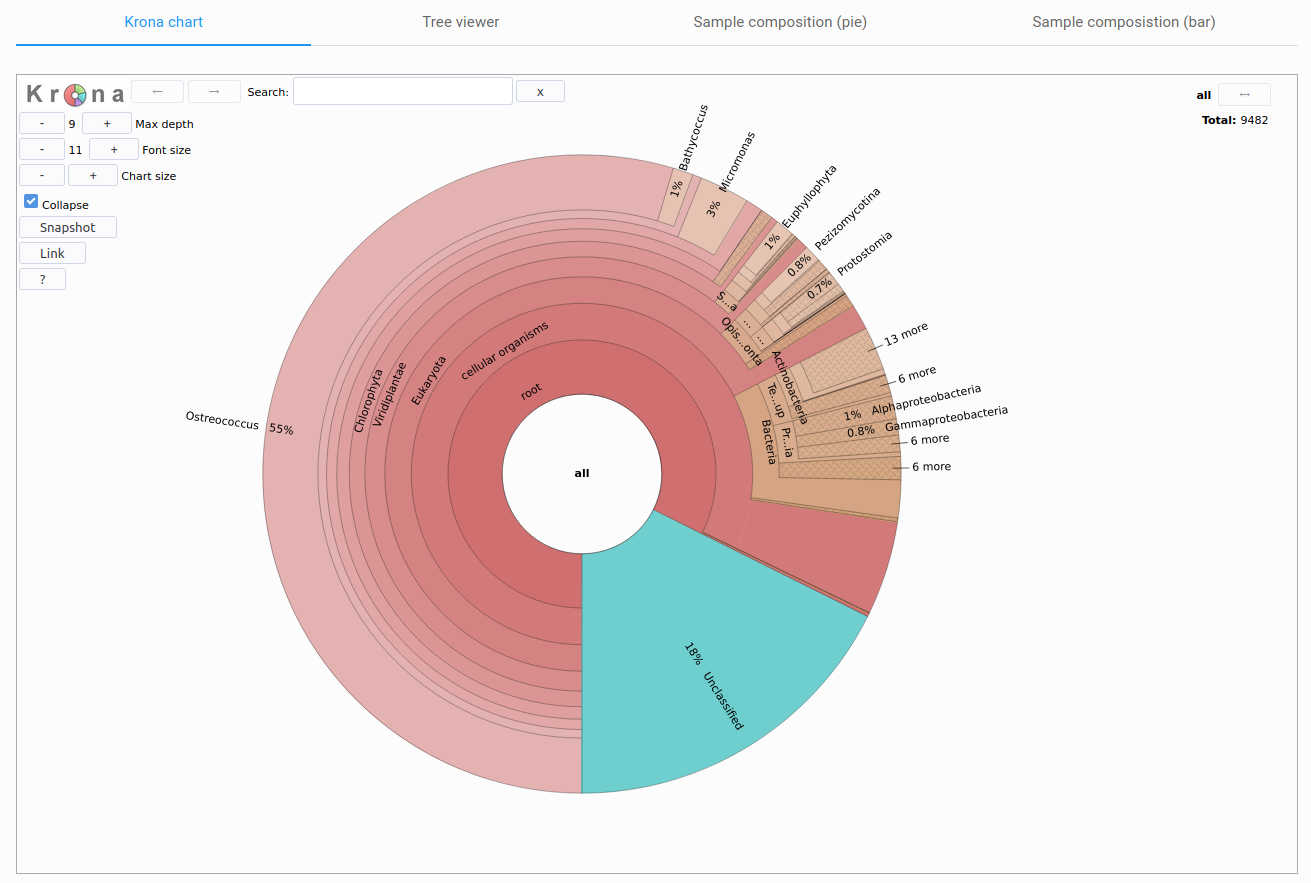 Krona chart
Tree viewer
Sample composition (pie)
Sample composistion (bar)
Krona
←
→
Search:
x
all
↔
Total: 9482
- 9 + Max depth
- 11 + Font size
- + Chart size
Collapse
Snapshot
Link
?
Bathycoccus
1%
Micromonas
3%
Euphyllophyta
1%
Pezizomycotina
0.8%
Protostomia
0.7%
S...a
...
...
Opis...onta
13 more
Actinobacteria
6 more
Te...up
1% Alphaproteobacteria
0.8% Gammaproteobacteria
Pr...ia
Bacteria
6 more
6 more
cellular organisms
root
Eukaryota
Viridiplantae
Chlorophyta
Ostreococcus 55%
all
18% Unclassified